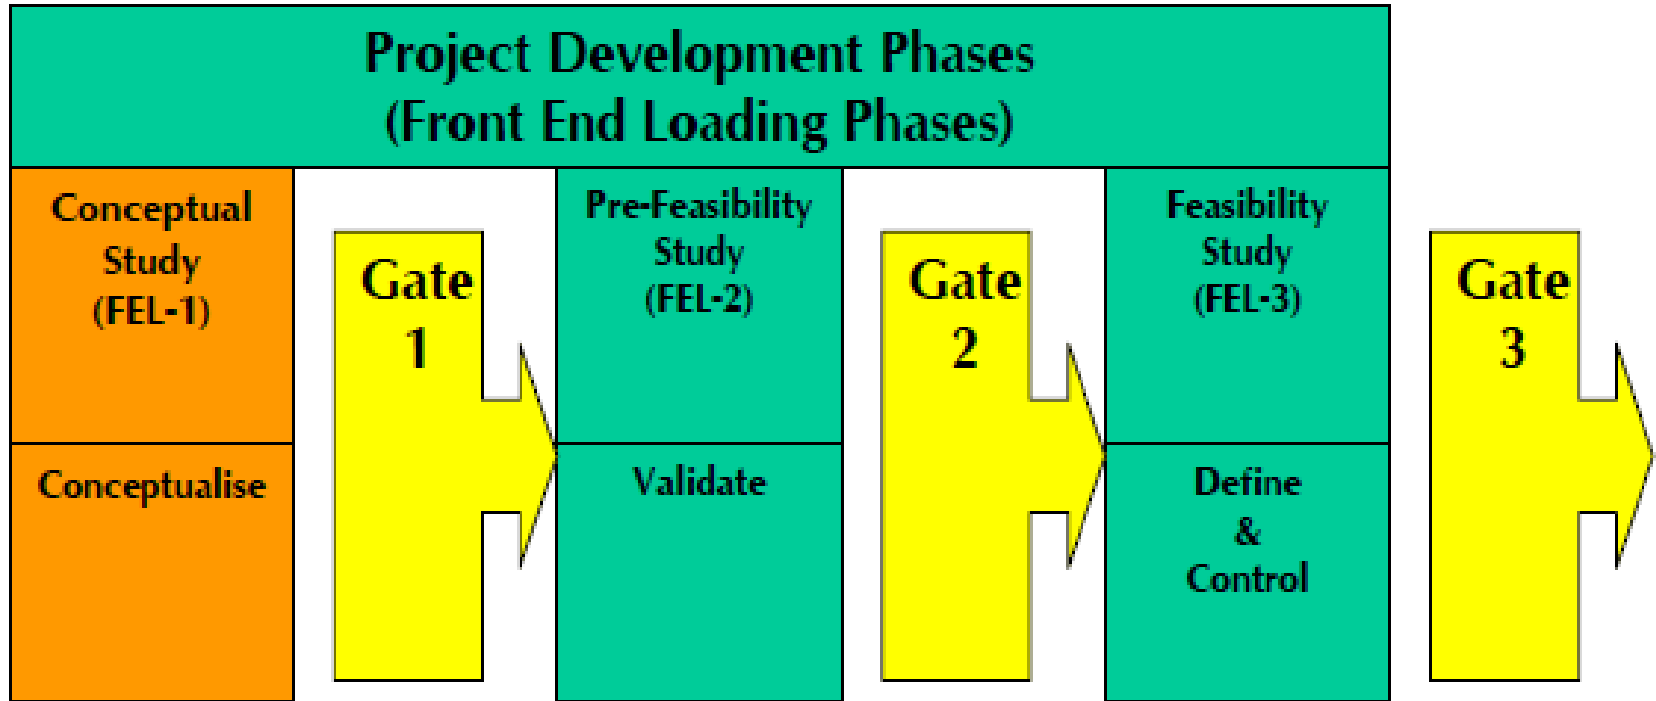 Project Development Phases
(Front End Loading Phases)
Conceptual
Study
(FEL-1)
Gate
1
Pre-Feasibility
Study
(FEL-2)
Gate
2
Feasibility
Study
(FEL-3)
Gate
3
Conceptualise
Validate
Define
&
Control